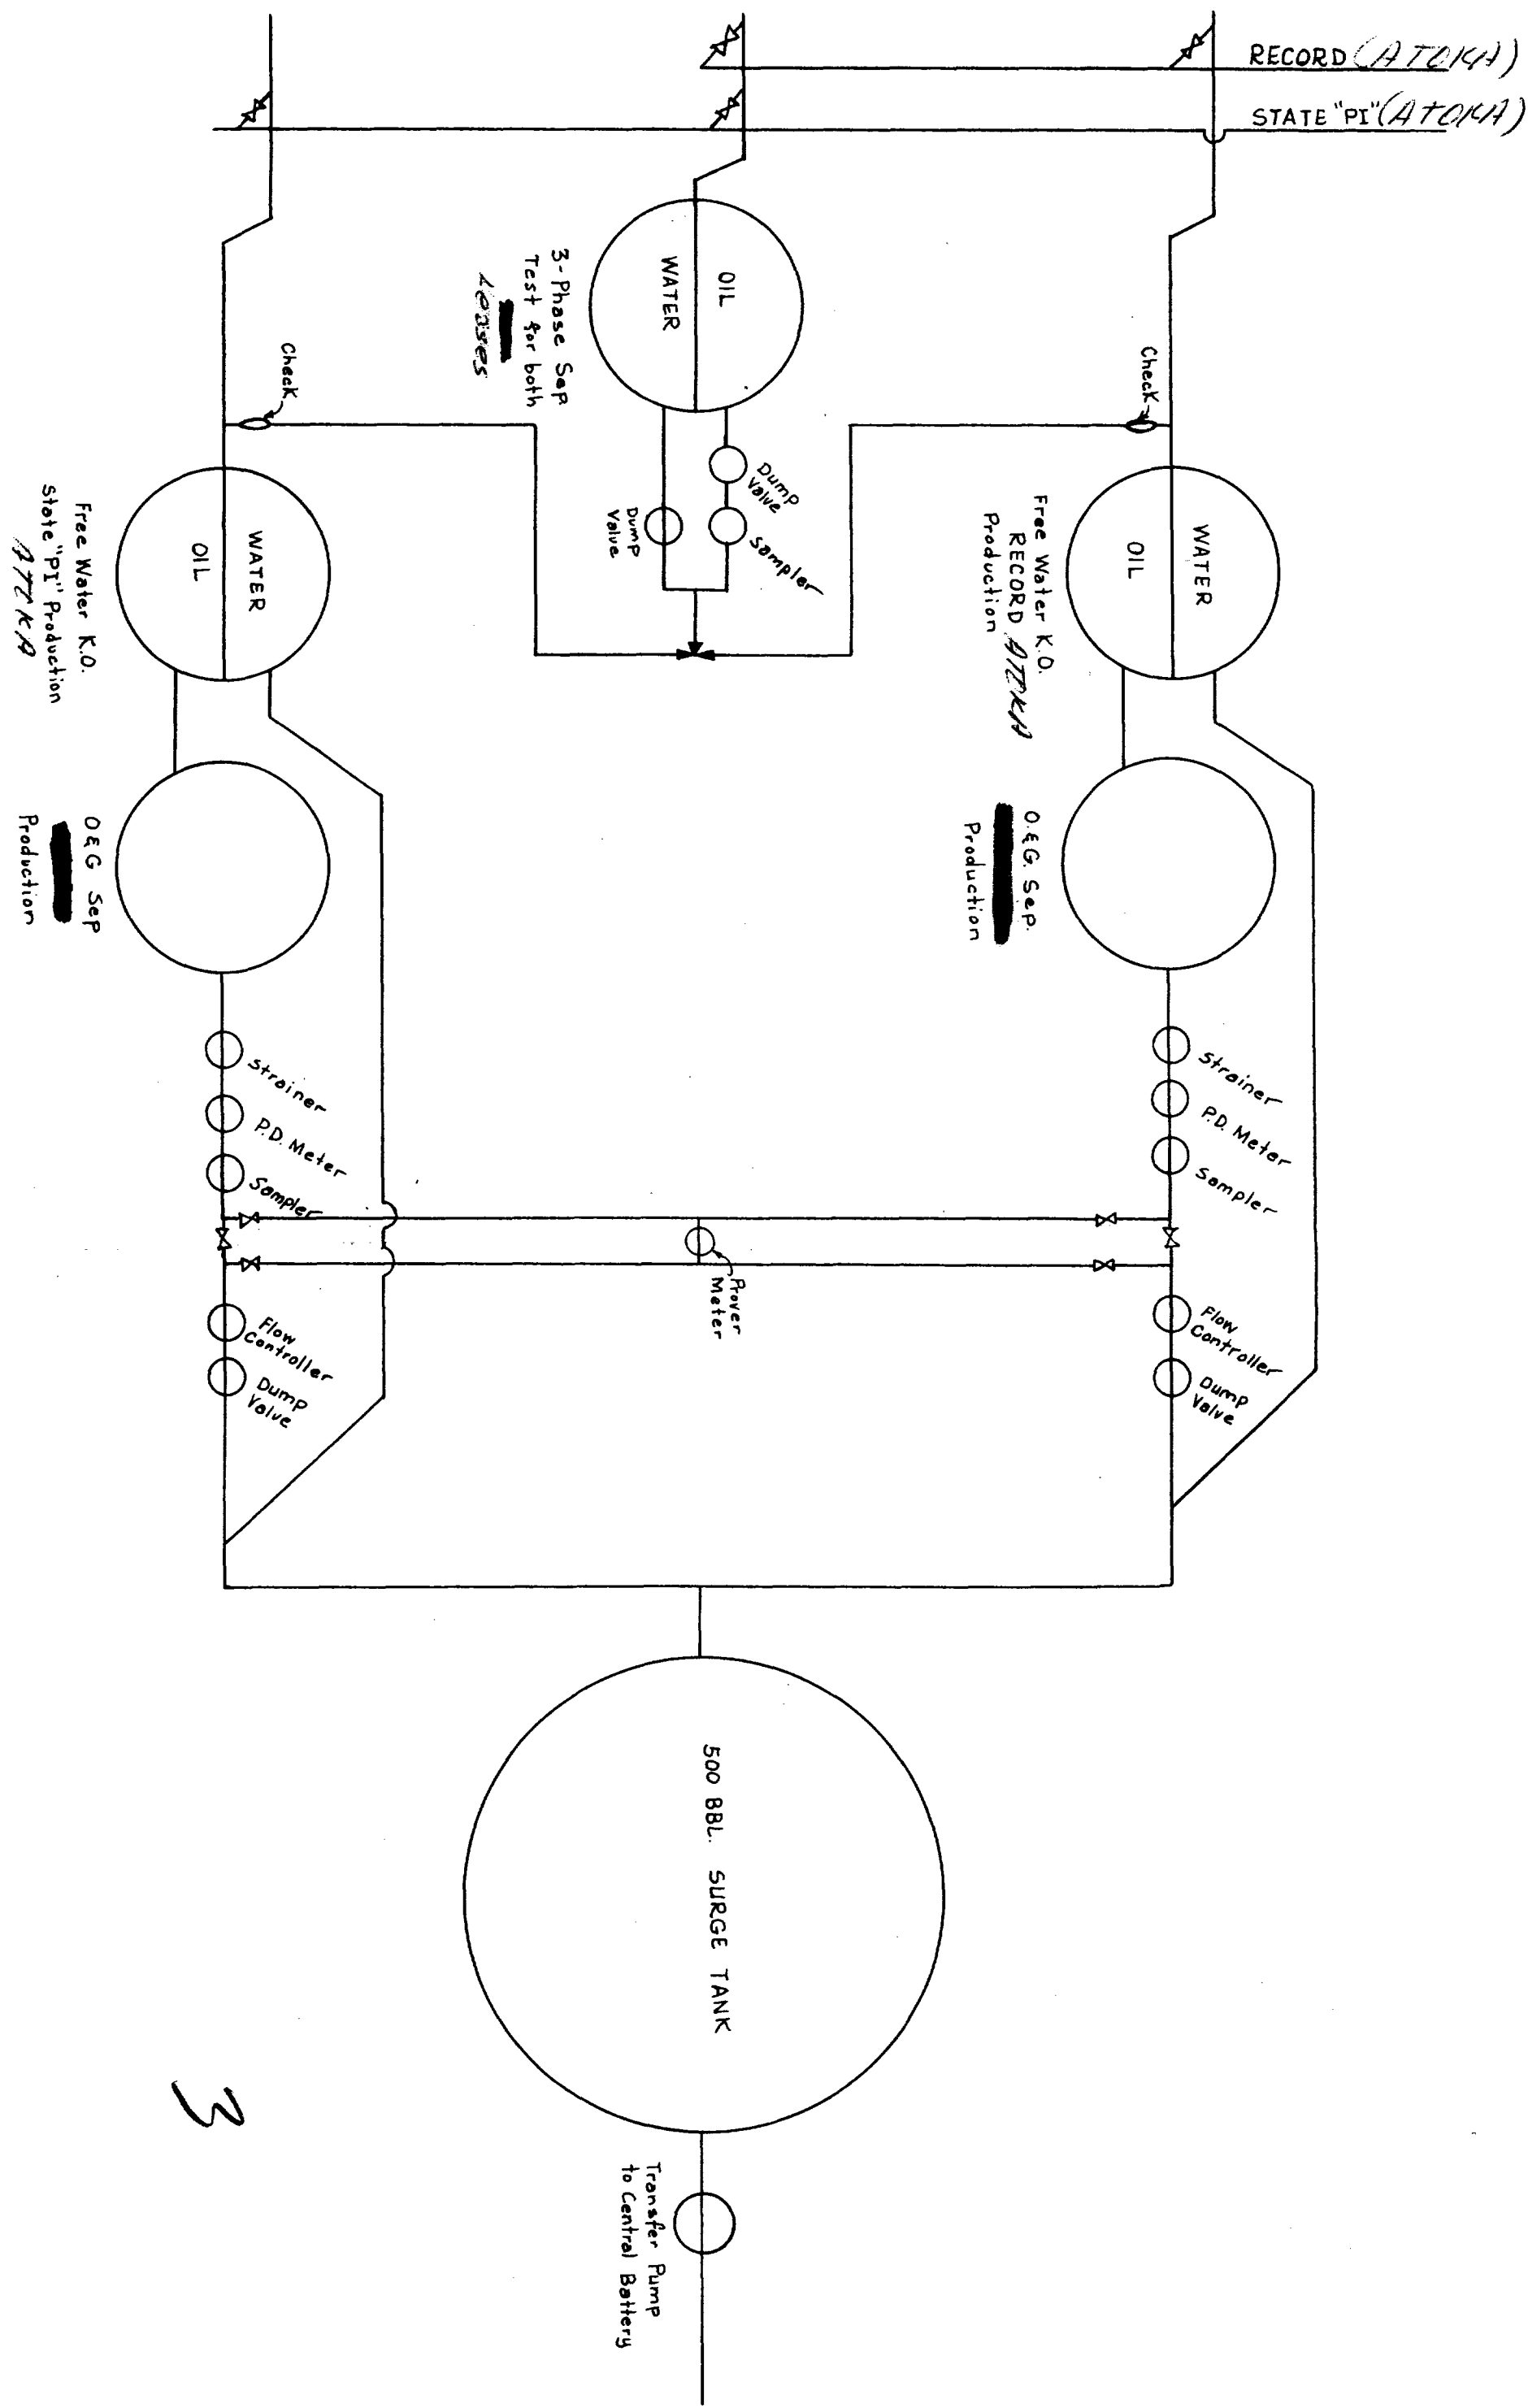 RECORD (ATOKA)
STATE "PI" (ATOKA)
OIL
WATER
3-Phase Sep
Test for both
Leases
Check
Check
Dump
Valve
Sampler
Dump
Valve
WATER
OIL
Free Water K.O.
RECORD ATOKA
Production
WATER
OIL
Free Water K.O.
State "PI" Production
ATOKA
O.&G. Sep.
Production
O&G Sep
Production
Strainer
P.D. Meter
Sampler
Strainer
P.D. Meter
Sampler
Prover
Meter
Flow
Controller
Dump
Valve
Flow
Controller
Dump
Valve
500 BBL. SURGE TANK
Transfer Pump
to Central Battery
3